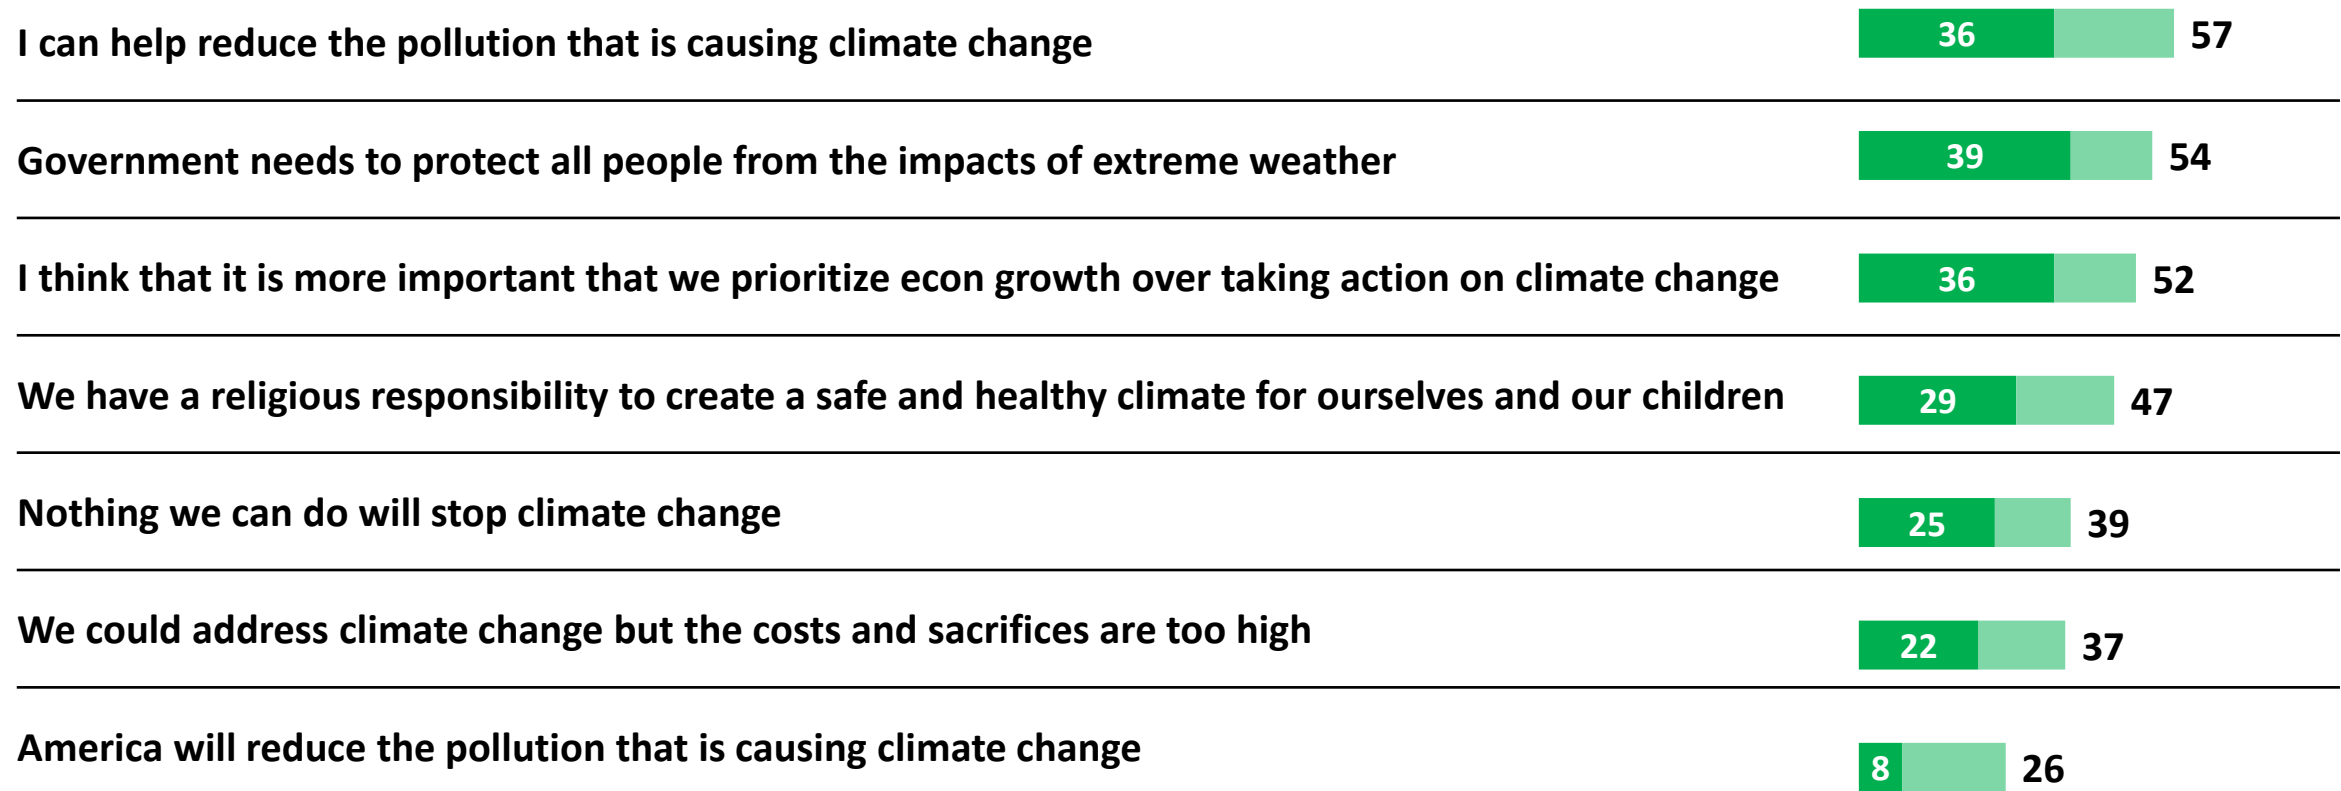 I can help reduce the pollution that is causing climate change 36 57
Government needs to protect all people from the impacts of extreme weather 39 54
I think that it is more important that we prioritize econ growth over taking action on climate change 36 52
We have a religious responsibility to create a safe and healthy climate for ourselves and our children 29 47
Nothing we can do will stop climate change 25 39
We could address climate change but the costs and sacrifices are too high 22 37
America will reduce the pollution that is causing climate change 8 26